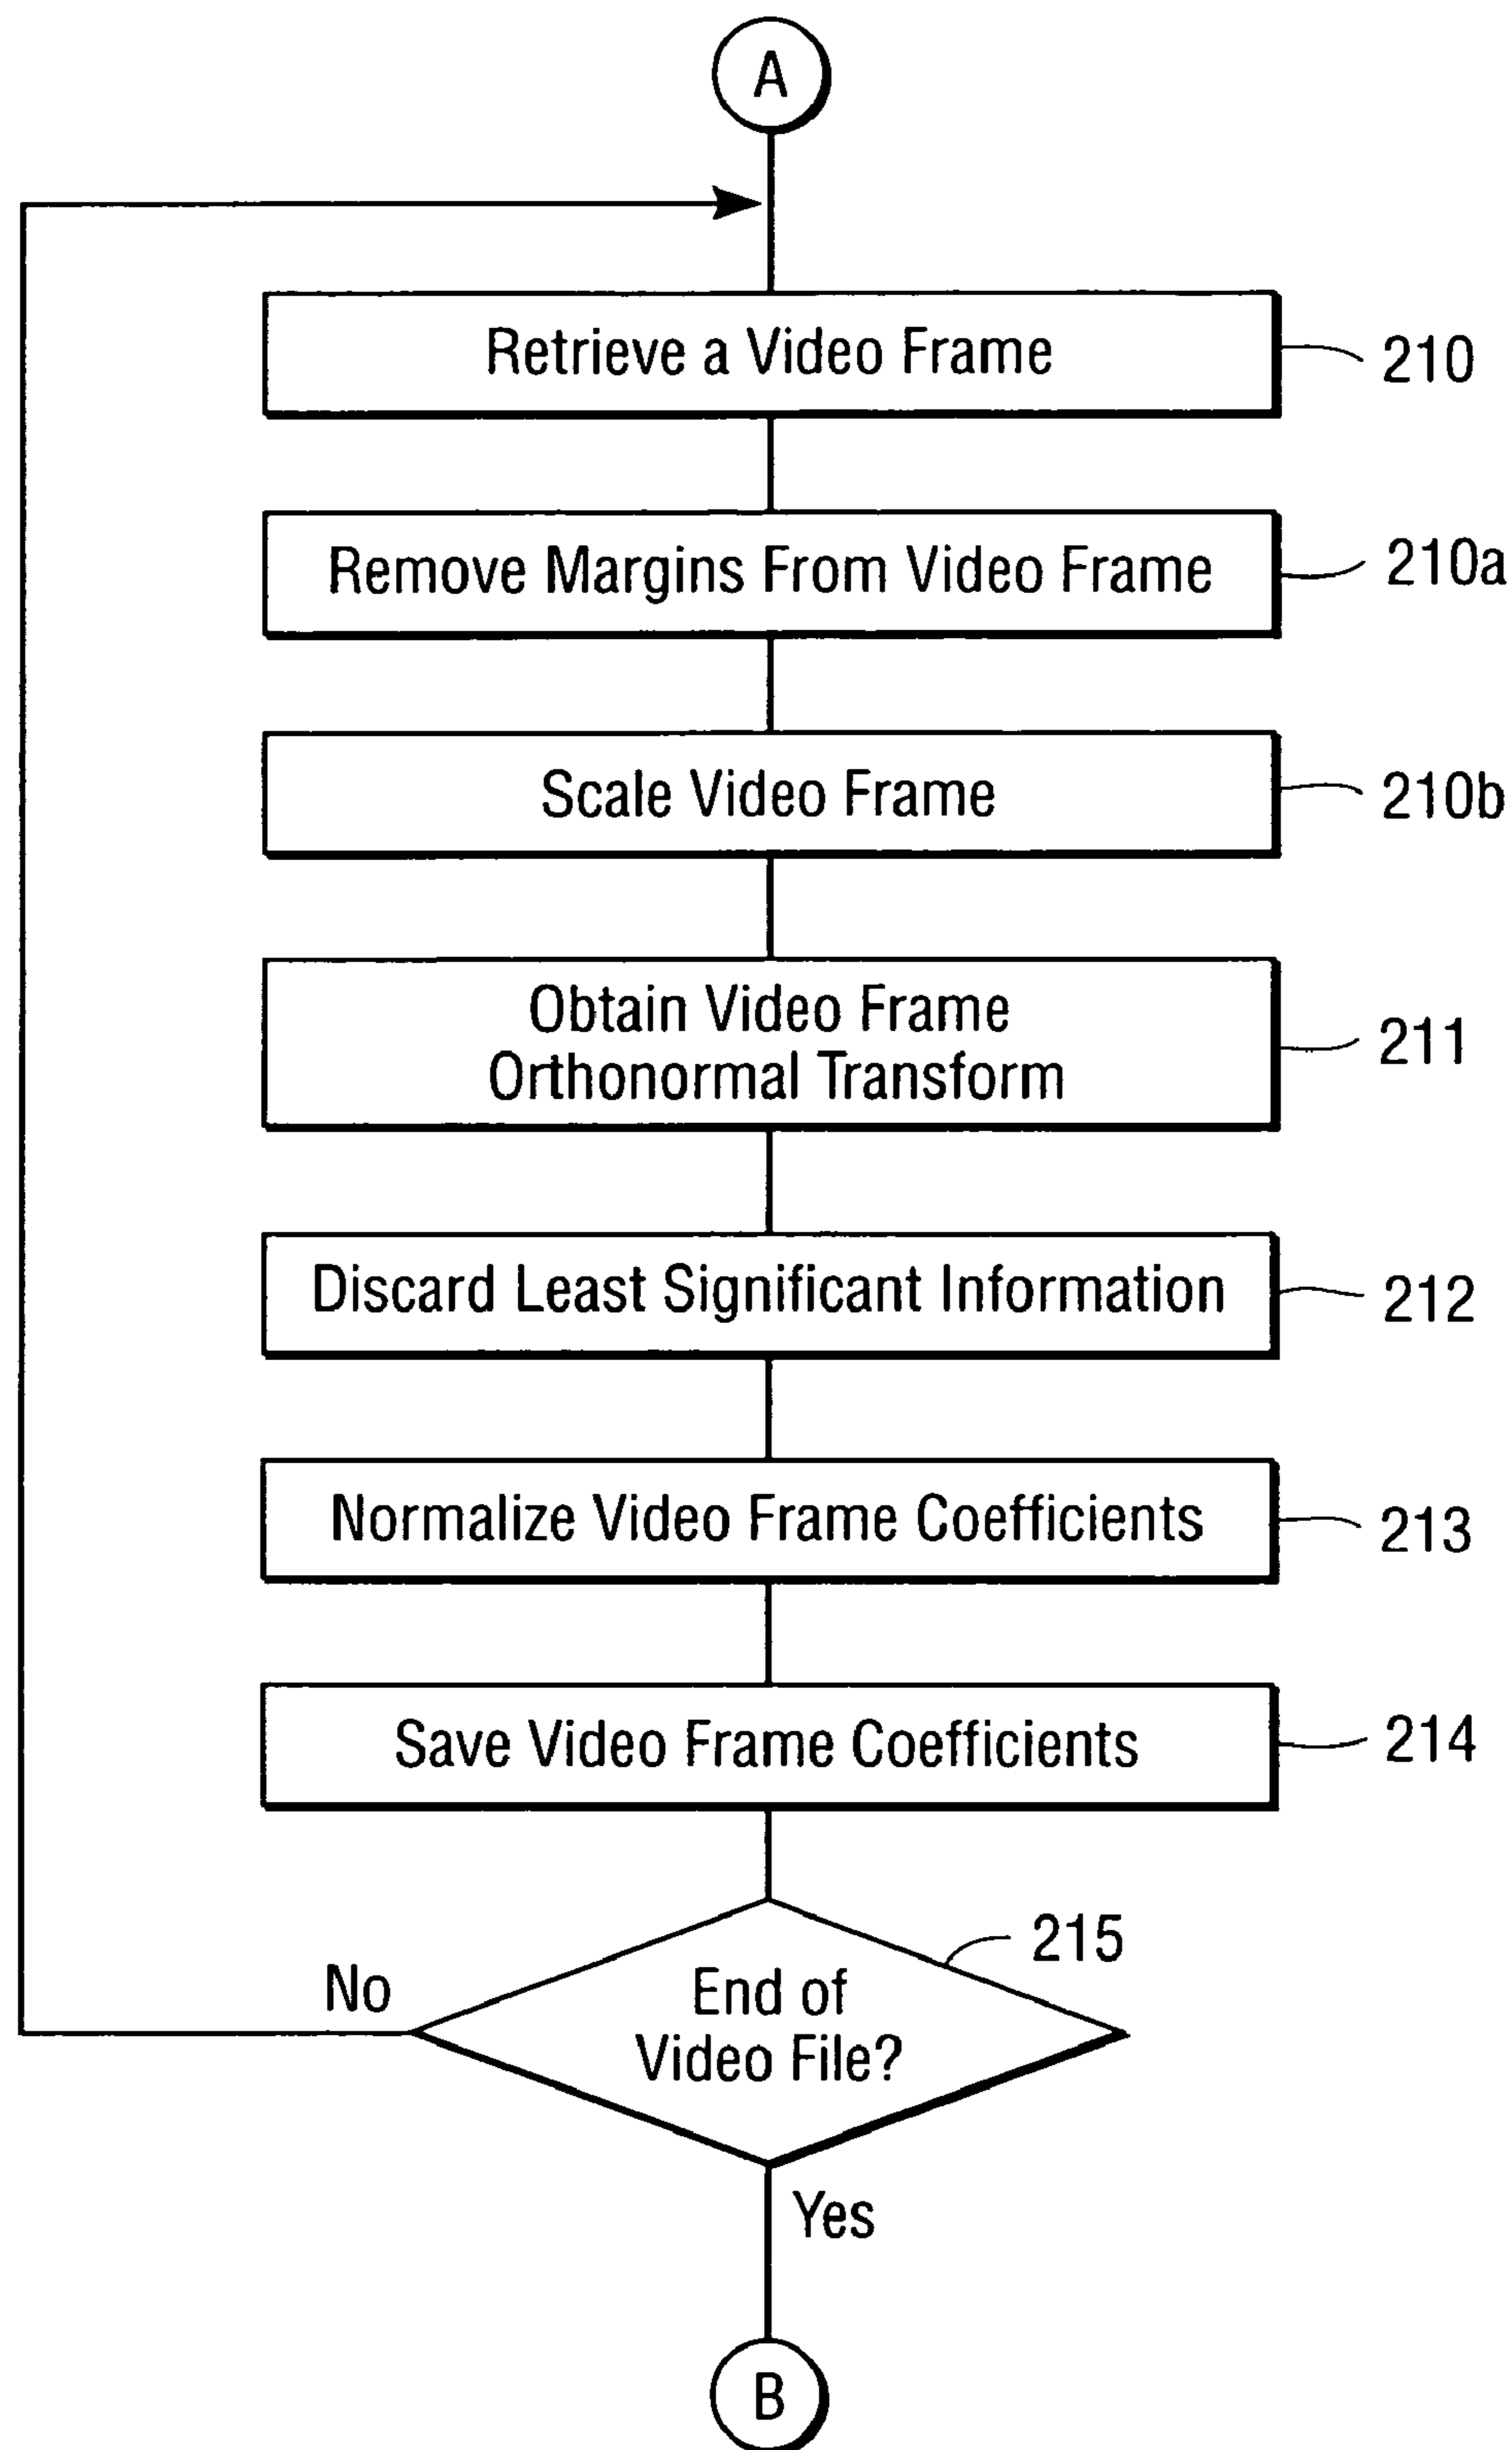 A
Retrieve a Video Frame
210
Remove Margins From Video Frame
210a
Scale Video Frame
210b
Obtain Video Frame
Orthonormal Transform
211
Discard Least Significant Information
212
Normalize Video Frame Coefficients
213
Save Video Frame Coefficients
214
215
No
End of
Video File?
Yes
B